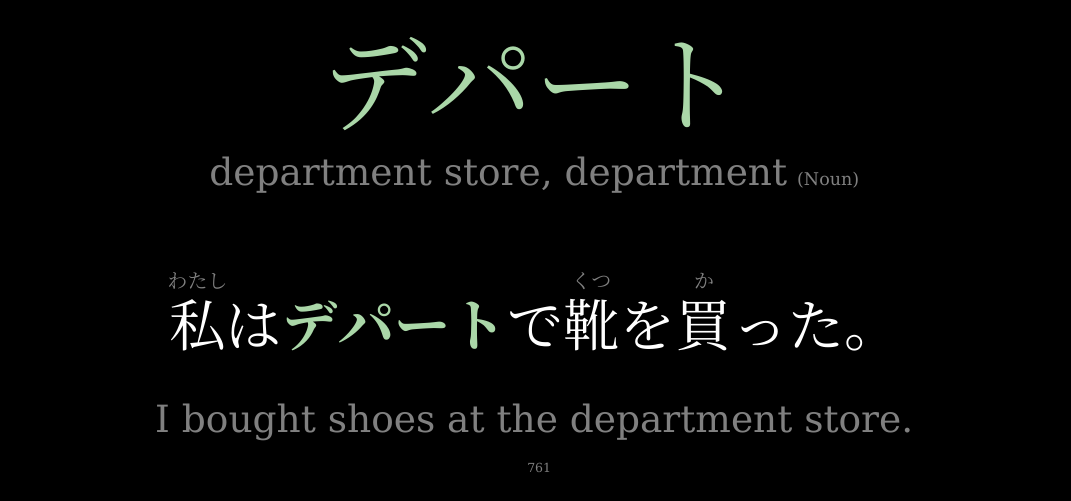 デパート
department store, department (Noun)
わたし くつ か
私はデパートで靴を買った。
I bought shoes at the department store.
761